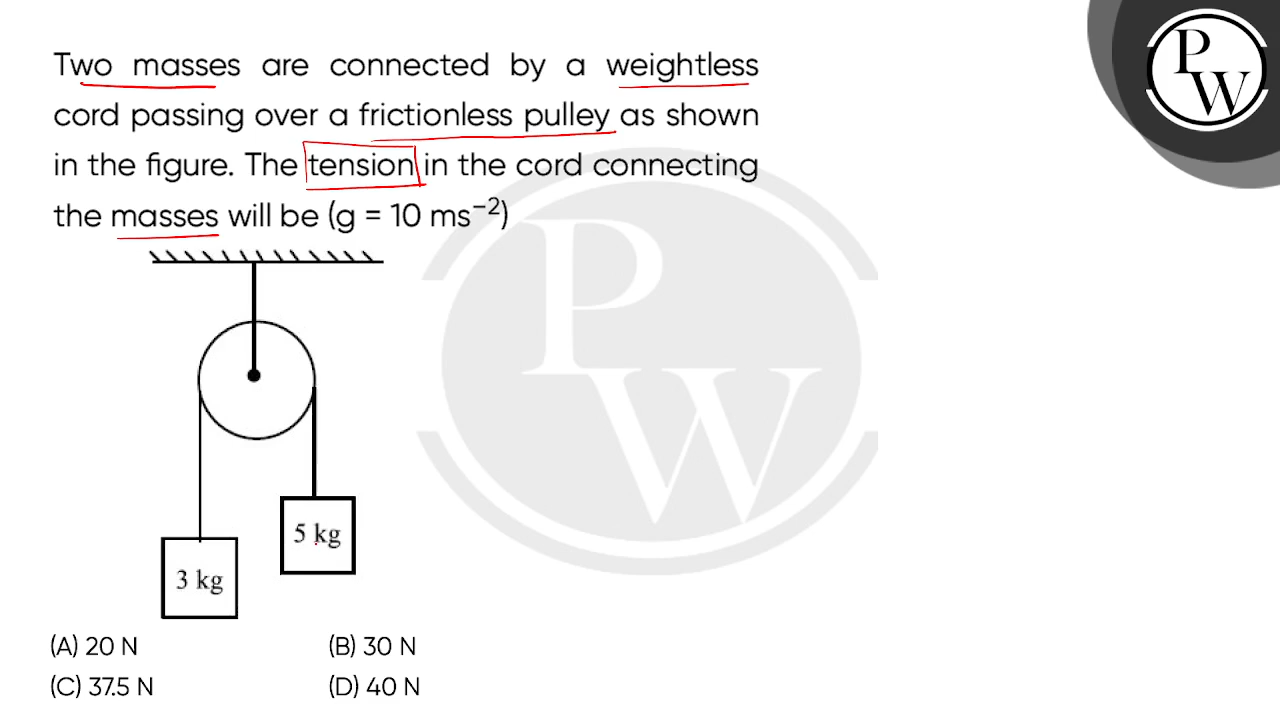 Two masses are connected by a weightless
cord passing over a frictionless pulley as shown
in the figure. The tension in the cord connecting
the masses will be (g = 10 ms⁻²)
5 kg
3 kg
(A) 20 N (B) 30 N
(C) 37.5 N (D) 40 N
P
W
P
W